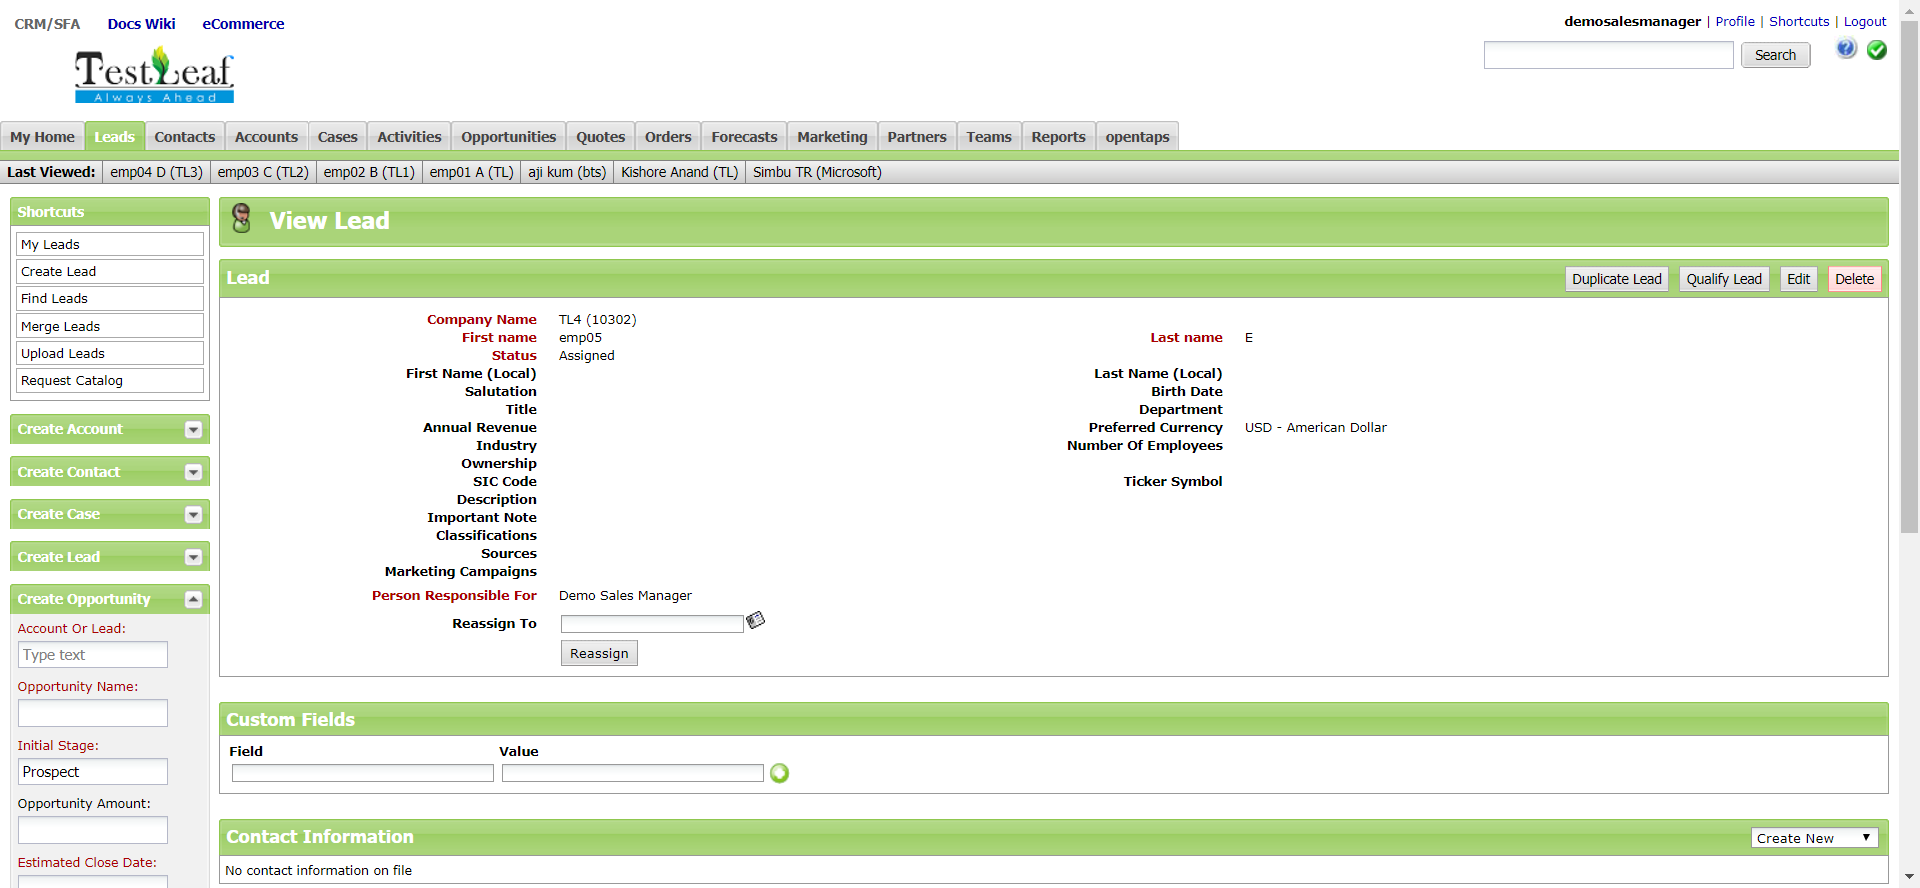 CRM/SFA Docs Wiki eCommerce
demosalesmanager | Profile | Shortcuts | Logout
TestLeaf
Always Ahead
Search
My Home Leads Contacts Accounts Cases Activities Opportunities Quotes Orders Forecasts Marketing Partners Teams Reports opentaps
Last Viewed: emp04 D (TL3) emp03 C (TL2) emp02 B (TL1) emp01 A (TL) aji kum (bts) Kishore Anand (TL) Simbu TR (Microsoft)
Shortcuts
My Leads
Create Lead
Find Leads
Merge Leads
Upload Leads
Request Catalog
Create Account
Create Contact
Create Case
Create Lead
Create Opportunity
Account Or Lead:
Type text
Opportunity Name:
Initial Stage:
Prospect
Opportunity Amount:
Estimated Close Date:
View Lead
Lead
Duplicate Lead Qualify Lead Edit Delete
Company Name TL4 (10302)
First name emp05 Last name E
Status Assigned
First Name (Local) Last Name (Local)
Salutation Birth Date
Title Department
Annual Revenue Preferred Currency USD - American Dollar
Industry Number Of Employees
Ownership
SIC Code Ticker Symbol
Description
Important Note
Classifications
Sources
Marketing Campaigns
Person Responsible For Demo Sales Manager
Reassign To
Reassign
Custom Fields
Field Value
Contact Information
Create New
No contact information on file